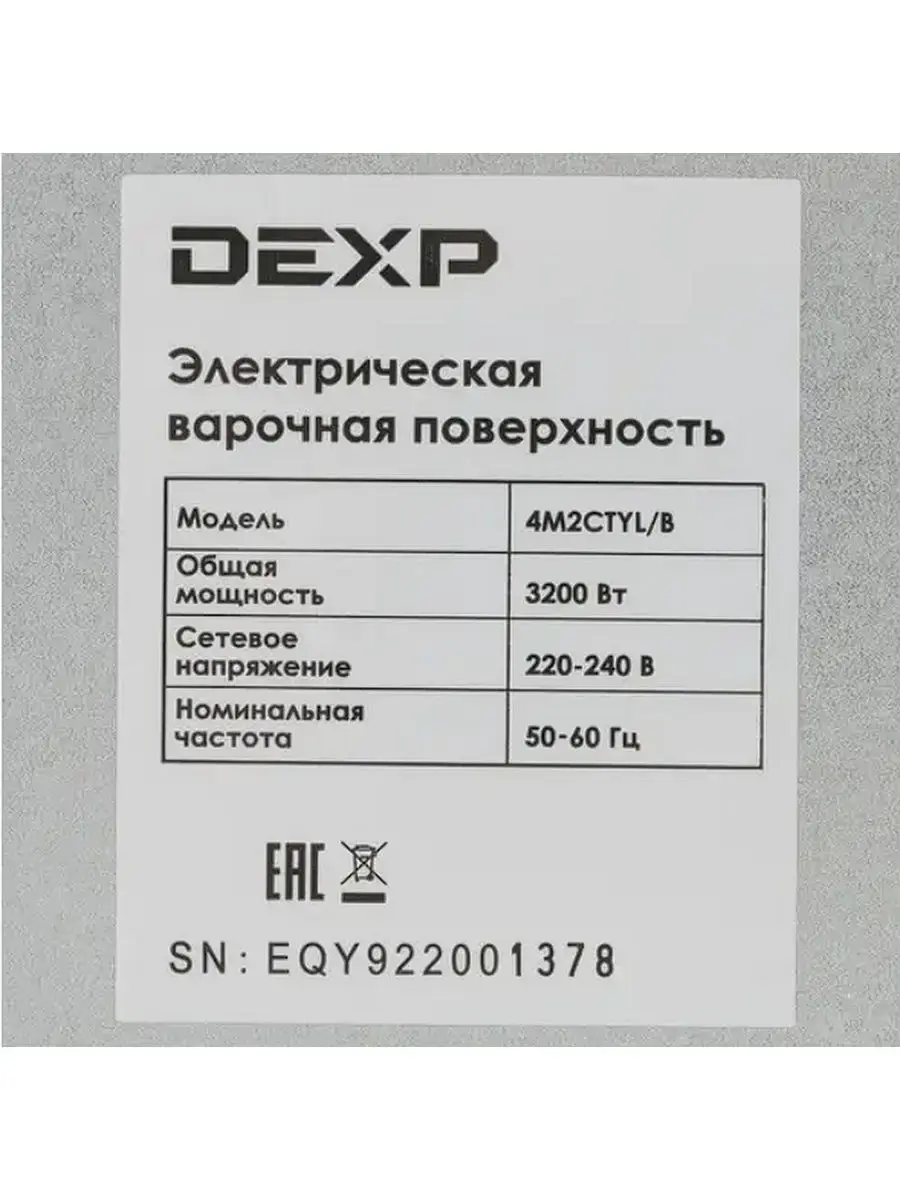 DEXP
Электрическая
варочная поверхность
Модель 4M2CTYL/B
Общая
мощность 3200 Вт
Сетевое
напряжение 220-240 В
Номинальная
частота 50-60 Гц
EAC
SN: EQY922001378